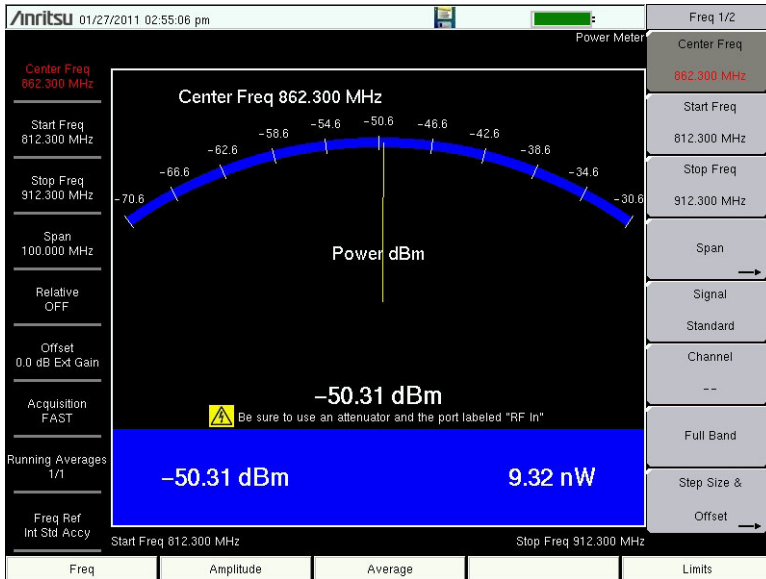 Anritsu 01/27/2011 02:55:06 pm
Power Meter
Center Freq
862.300 MHz
Start Freq
812.300 MHz
Stop Freq
912.300 MHz
Span
100.000 MHz
Relative
OFF
Offset
0.0 dB Ext Gain
Acquisition
FAST
Running Averages
1/1
Freq Ref
Int Std Accy
Center Freq 862.300 MHz
-70.6
-66.6
-62.6
-58.6
-54.6
-50.6
-46.6
-42.6
-38.6
-34.6
-30.6
Power dBm
-50.31 dBm
Be sure to use an attenuator and the port labeled "RF In"
-50.31 dBm
9.32 nW
Start Freq 812.300 MHz
Stop Freq 912.300 MHz
Freq 1/2
Center Freq
862.300 MHz
Start Freq
812.300 MHz
Stop Freq
912.300 MHz
Span
Signal
Standard
Channel
--
Full Band
Step Size &
Offset
Freq
Amplitude
Average
Limits